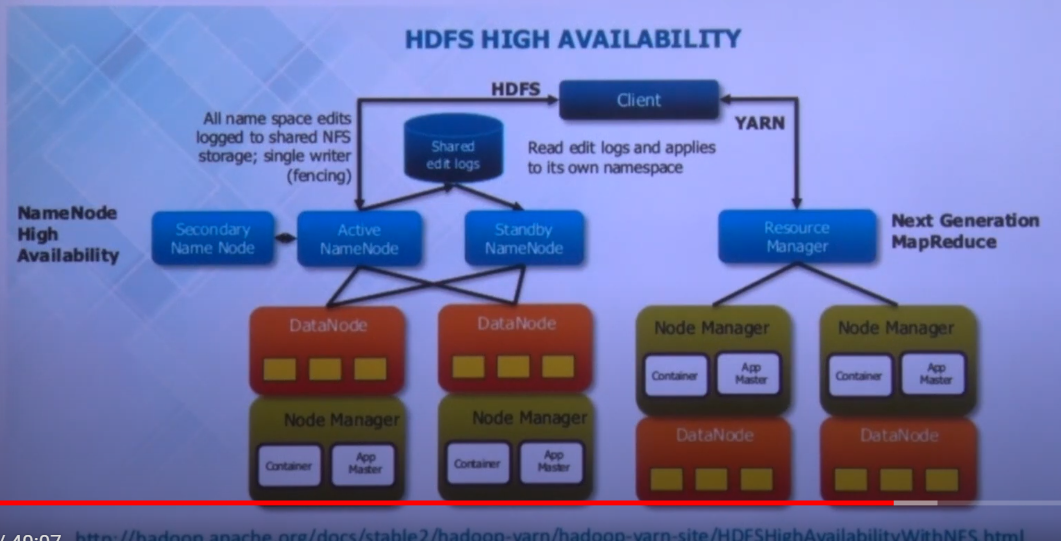 HDFS HIGH AVAILABILITY
HDFS
Client
YARN
All name space edits
logged to shared NFS
storage; single writer
(fencing)
Shared
edit logs
Read edit logs and applies
to its own namespace
NameNode
High
Availability
Secondary
Name Node
Active
NameNode
Standby
NameNode
Resource
Manager
Next Generation
MapReduce
DataNode
DataNode
Node Manager
Container
App
Master
Node Manager
Container
App
Master
Node Manager
Container
App
Master
Node Manager
Container
App
Master
DataNode
DataNode
/ 40:07
http://hadoop.apache.org/docs/stable2/hadoop-yarn/hadoop-yarn-site/HDFSHighAvailabilityWithNFS.html